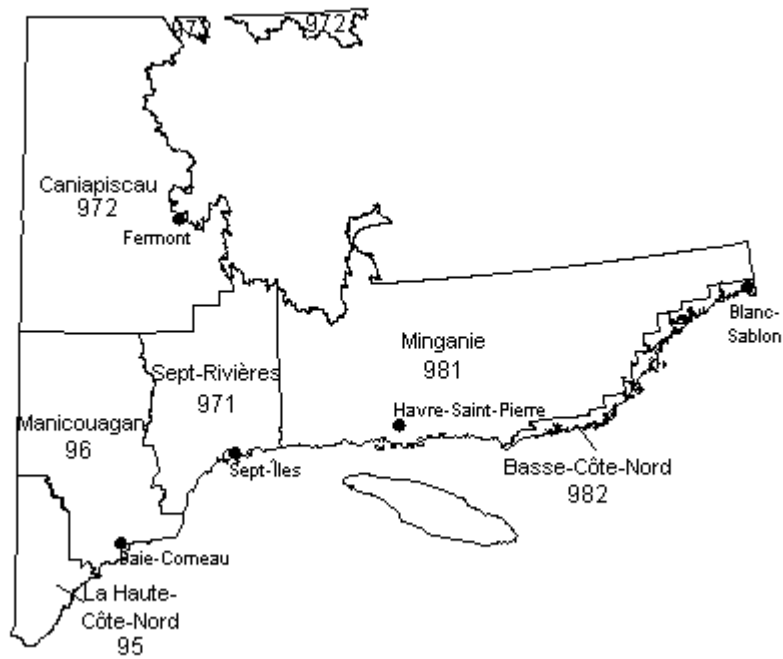 972
972
Caniapiscau
972
Fermont
Blanc-
Sablon
Minganie
981
Sept-Rivières
971
Havre-Saint-Pierre
Manicouagan
96
Sept-Îles
Basse-Côte-Nord
982
Baie-Comeau
La Haute-
Côte-Nord
95